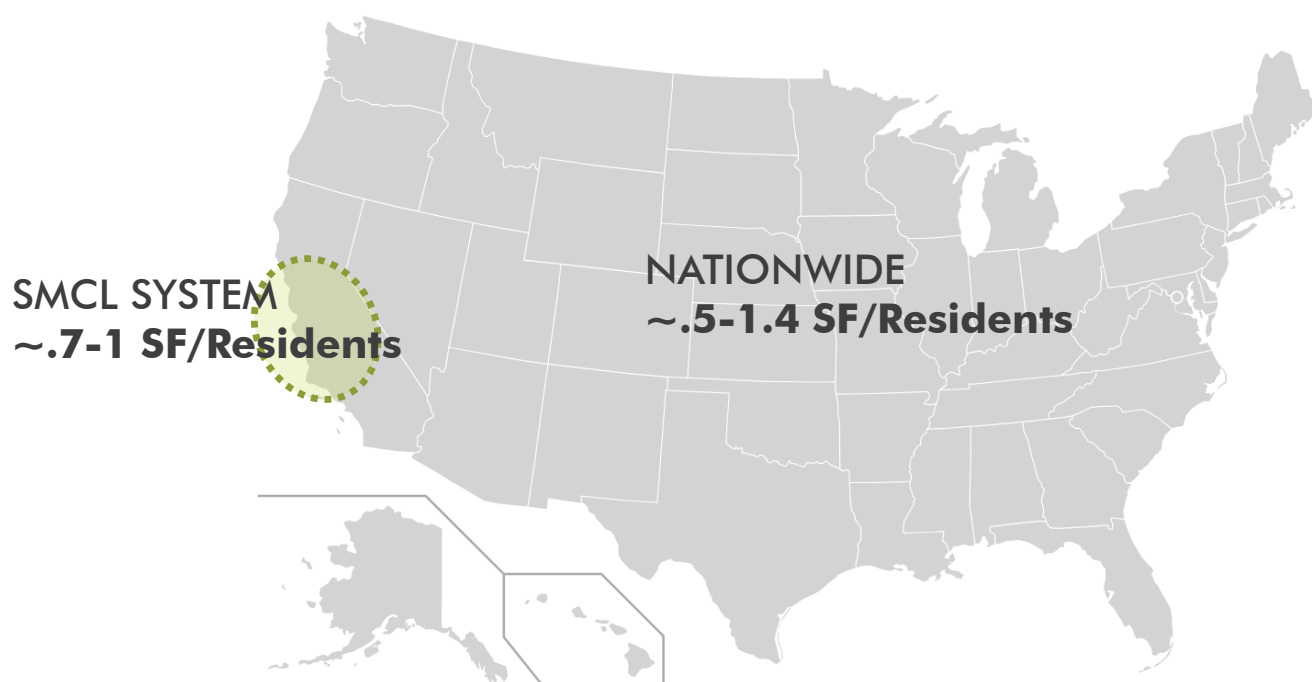 SMCL SYSTEM
~.7-1 SF/Residents
NATIONWIDE
~.5-1.4 SF/Residents